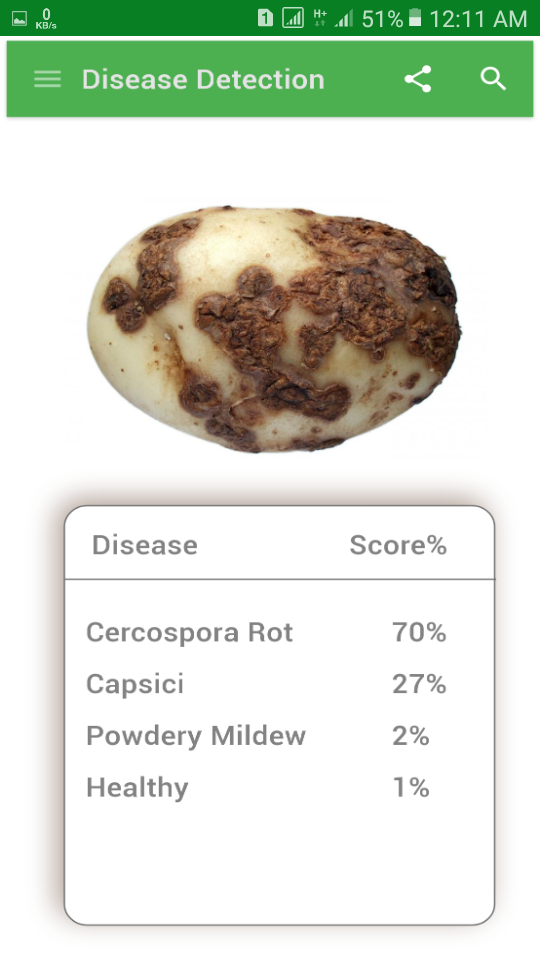 0 KB/s 1 H+ 51% 12:11 AM
Disease Detection
Disease Score%
Cercospora Rot 70%
Capsici 27%
Powdery Mildew 2%
Healthy 1%